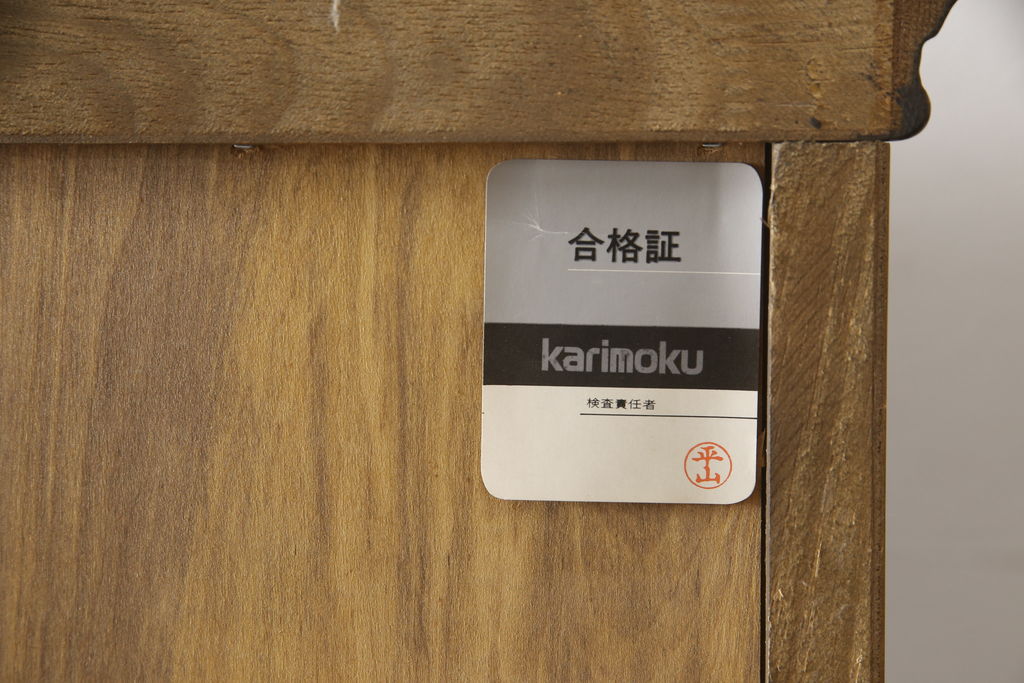 合格証
karimoku
検査責任者
平山